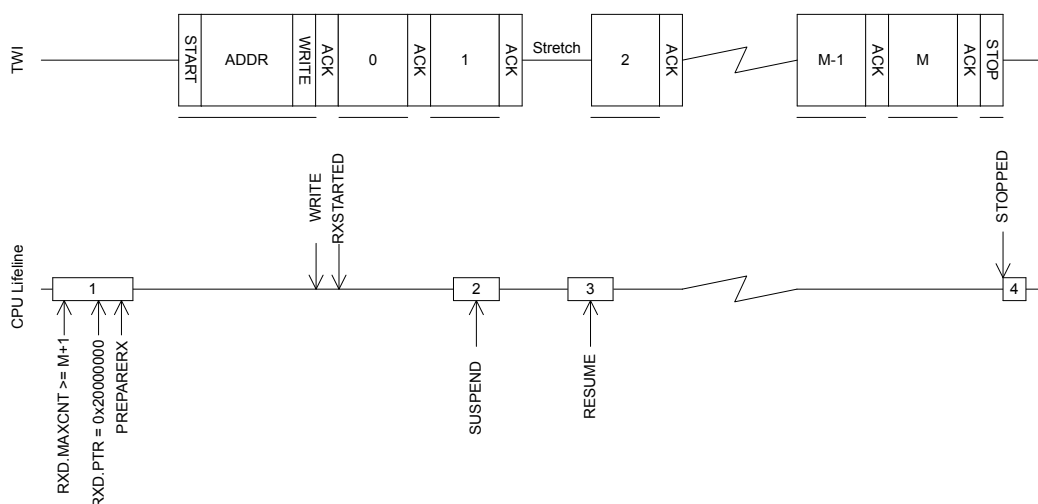 TWI
START
ADDR
WRITE
ACK
0
ACK
1
ACK
Stretch
2
ACK
M-1
ACK
M
ACK
STOP
CPU Lifeline
WRITE
RXSTARTED
STOPPED
1
2
3
4
RXD.MAXCNT >= M+1
RXD.PTR = 0x20000000
PREPARERX
SUSPEND
RESUME